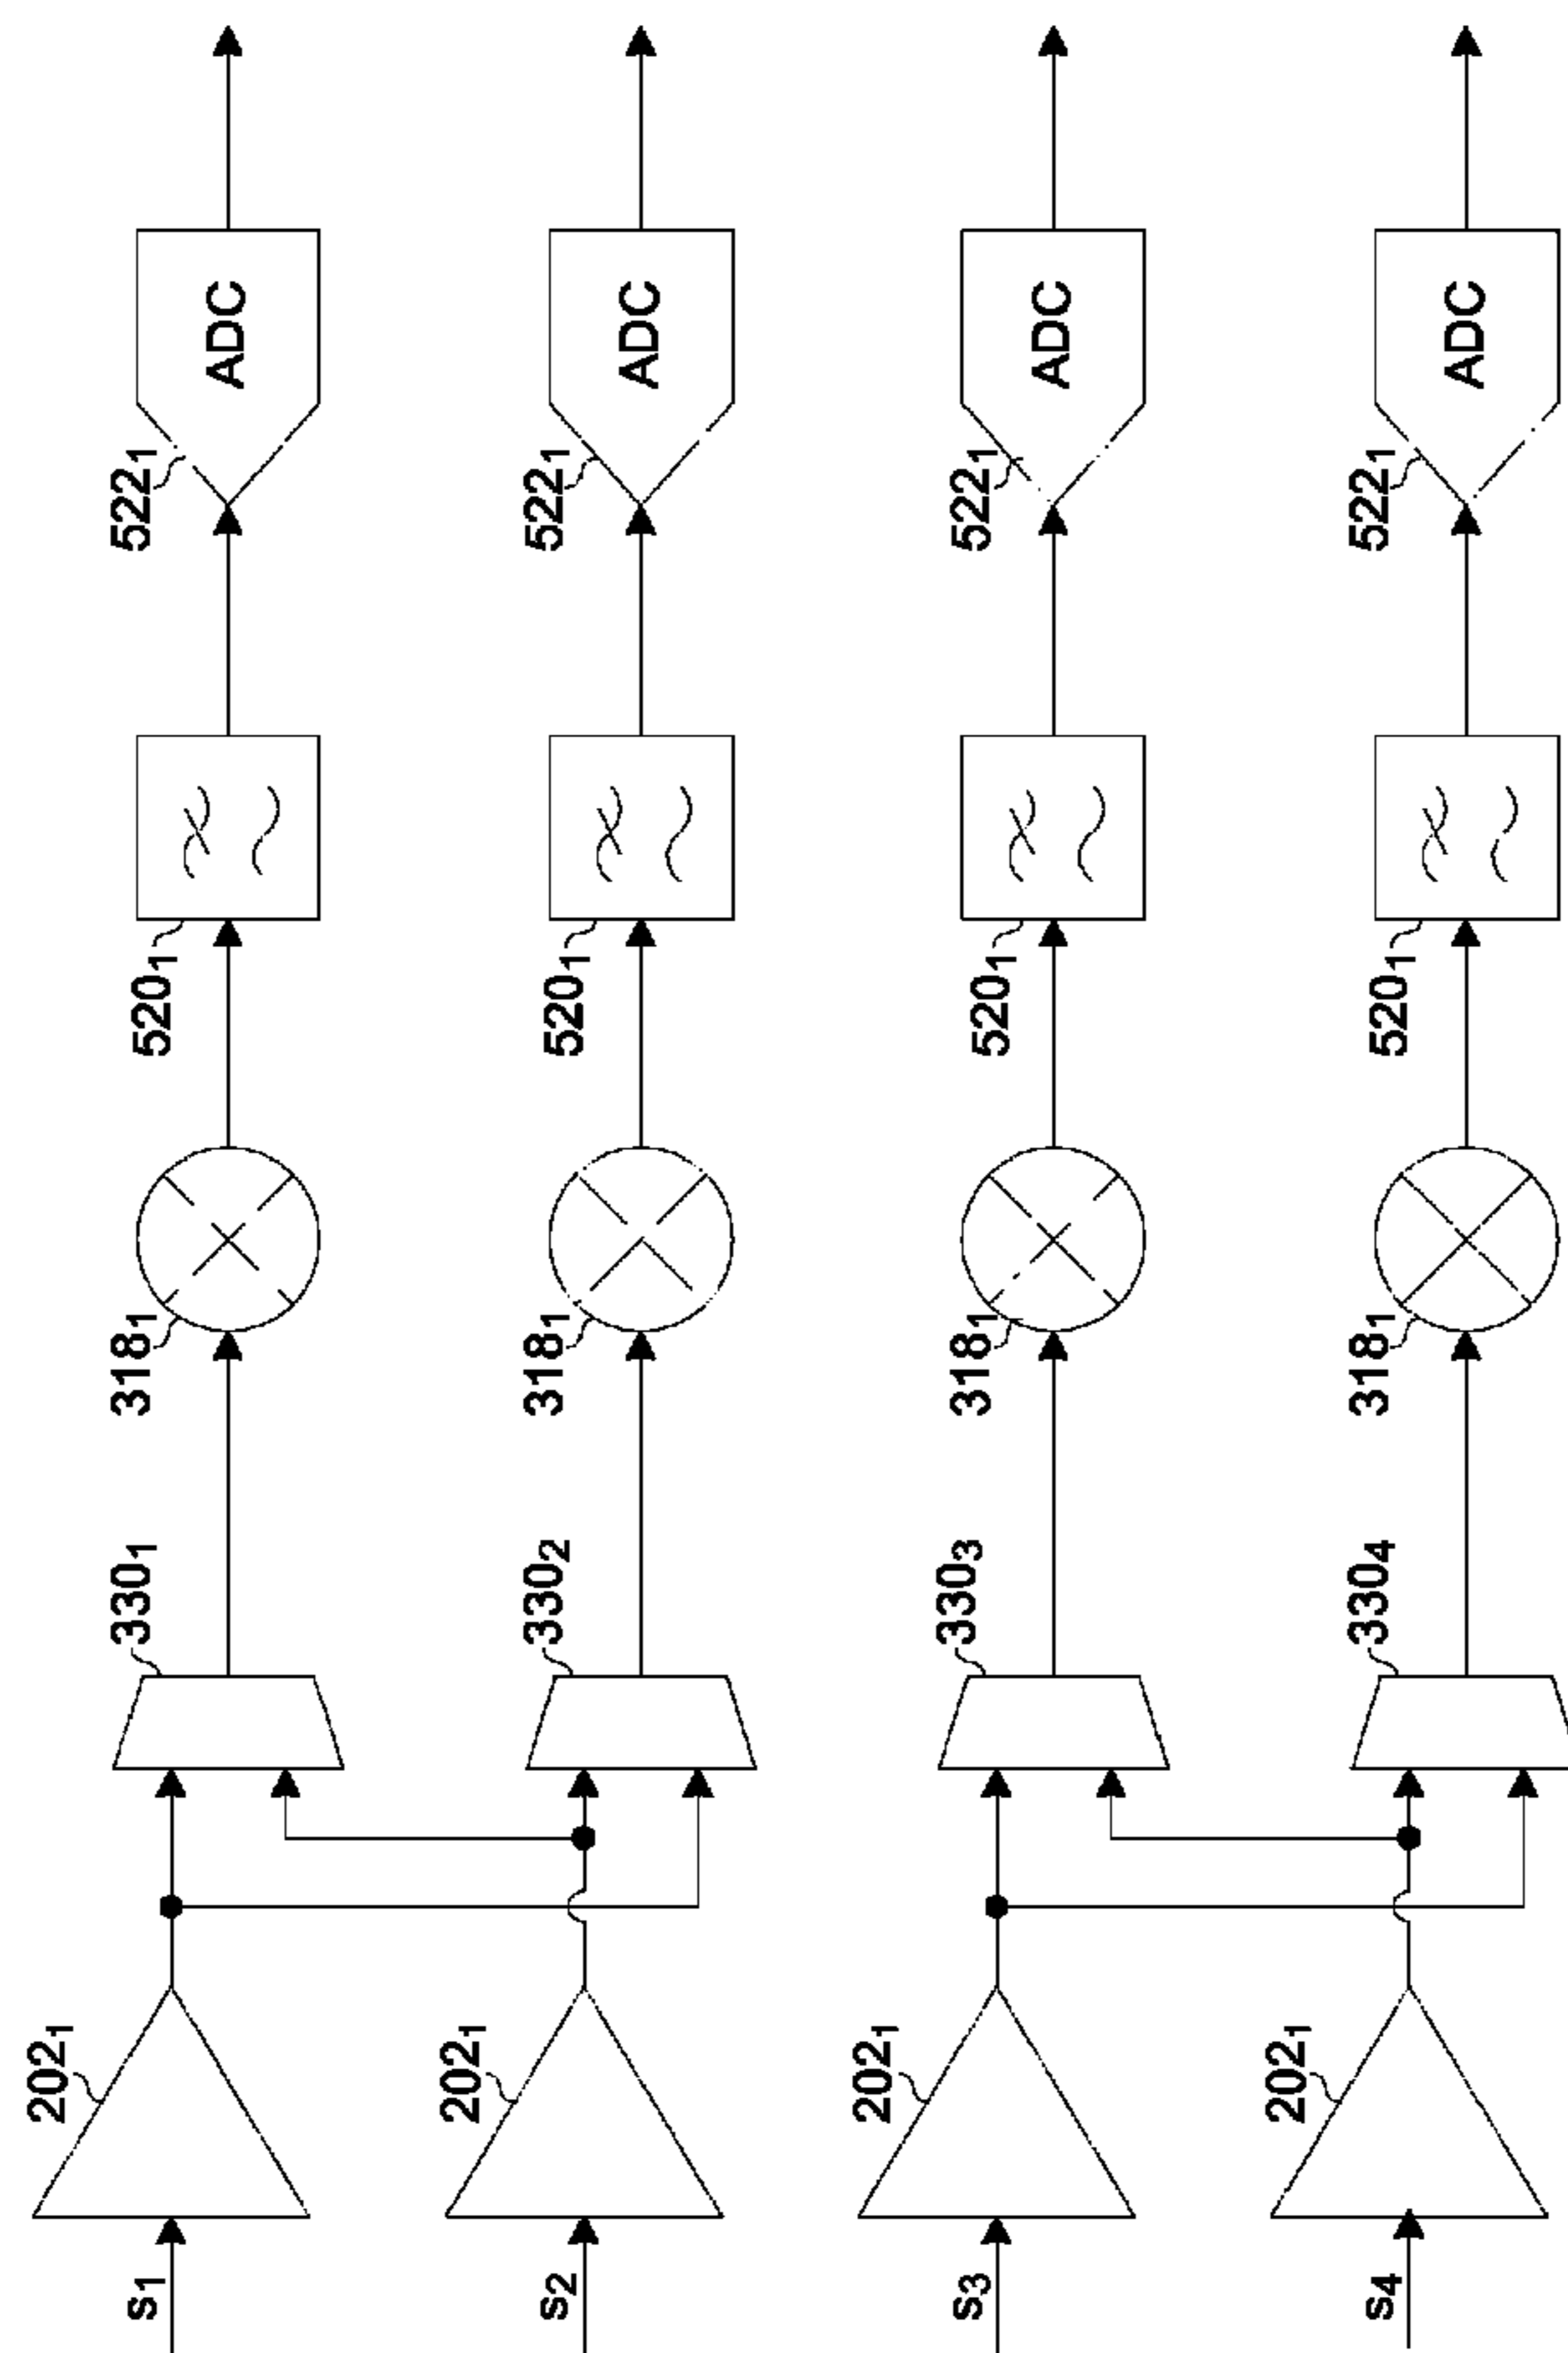 s₁
202₁
330₁
318₁
520₁
522₁
ADC
s₂
202₁
330₂
318₁
520₁
522₁
ADC
s₃
202₁
330₃
318₁
520₁
522₁
ADC
s₄
202₁
330₄
318₁
520₁
522₁
ADC